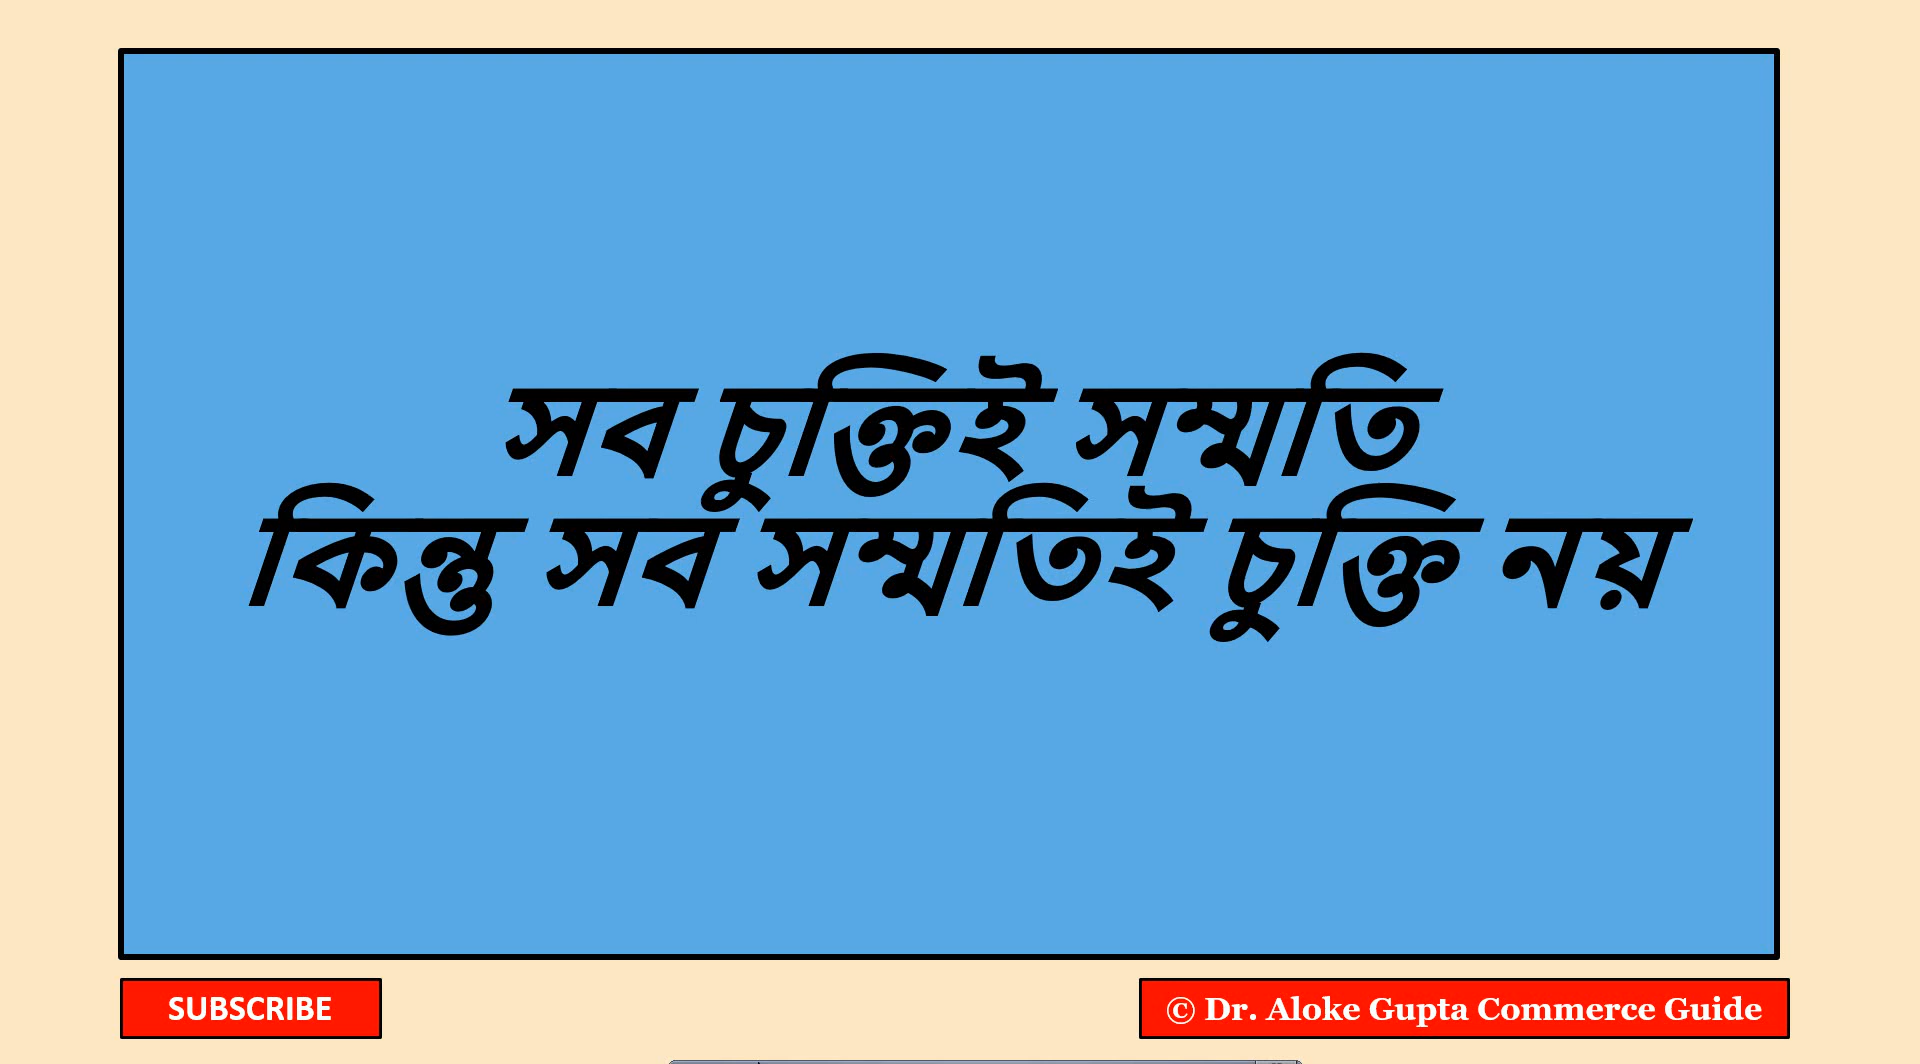 সব চুক্তিই সম্মতি
কিন্তু সব সম্মতিই চুক্তি নয়
SUBSCRIBE
© Dr. Aloke Gupta Commerce Guide